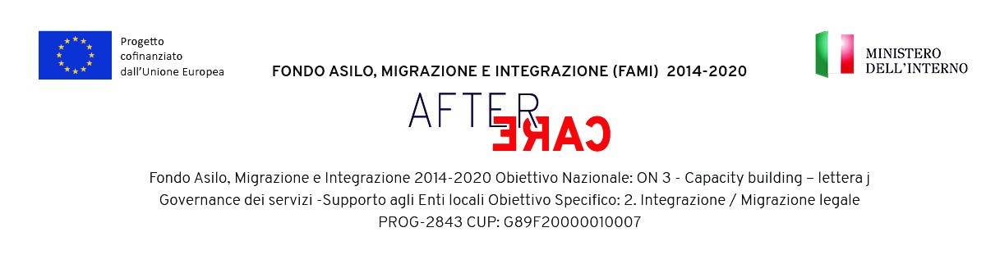 Progetto
cofinanziato
dall'Unione Europea
FONDO ASILO, MIGRAZIONE E INTEGRAZIONE (FAMI) 2014-2020
MINISTERO
DELL'INTERNO
AFTER
CARE
Fondo Asilo, Migrazione e Integrazione 2014-2020 Obiettivo Nazionale: ON 3 - Capacity building – lettera j
Governance dei servizi -Supporto agli Enti locali Obiettivo Specifico: 2. Integrazione / Migrazione legale
PROG-2843 CUP: G89F20000010007